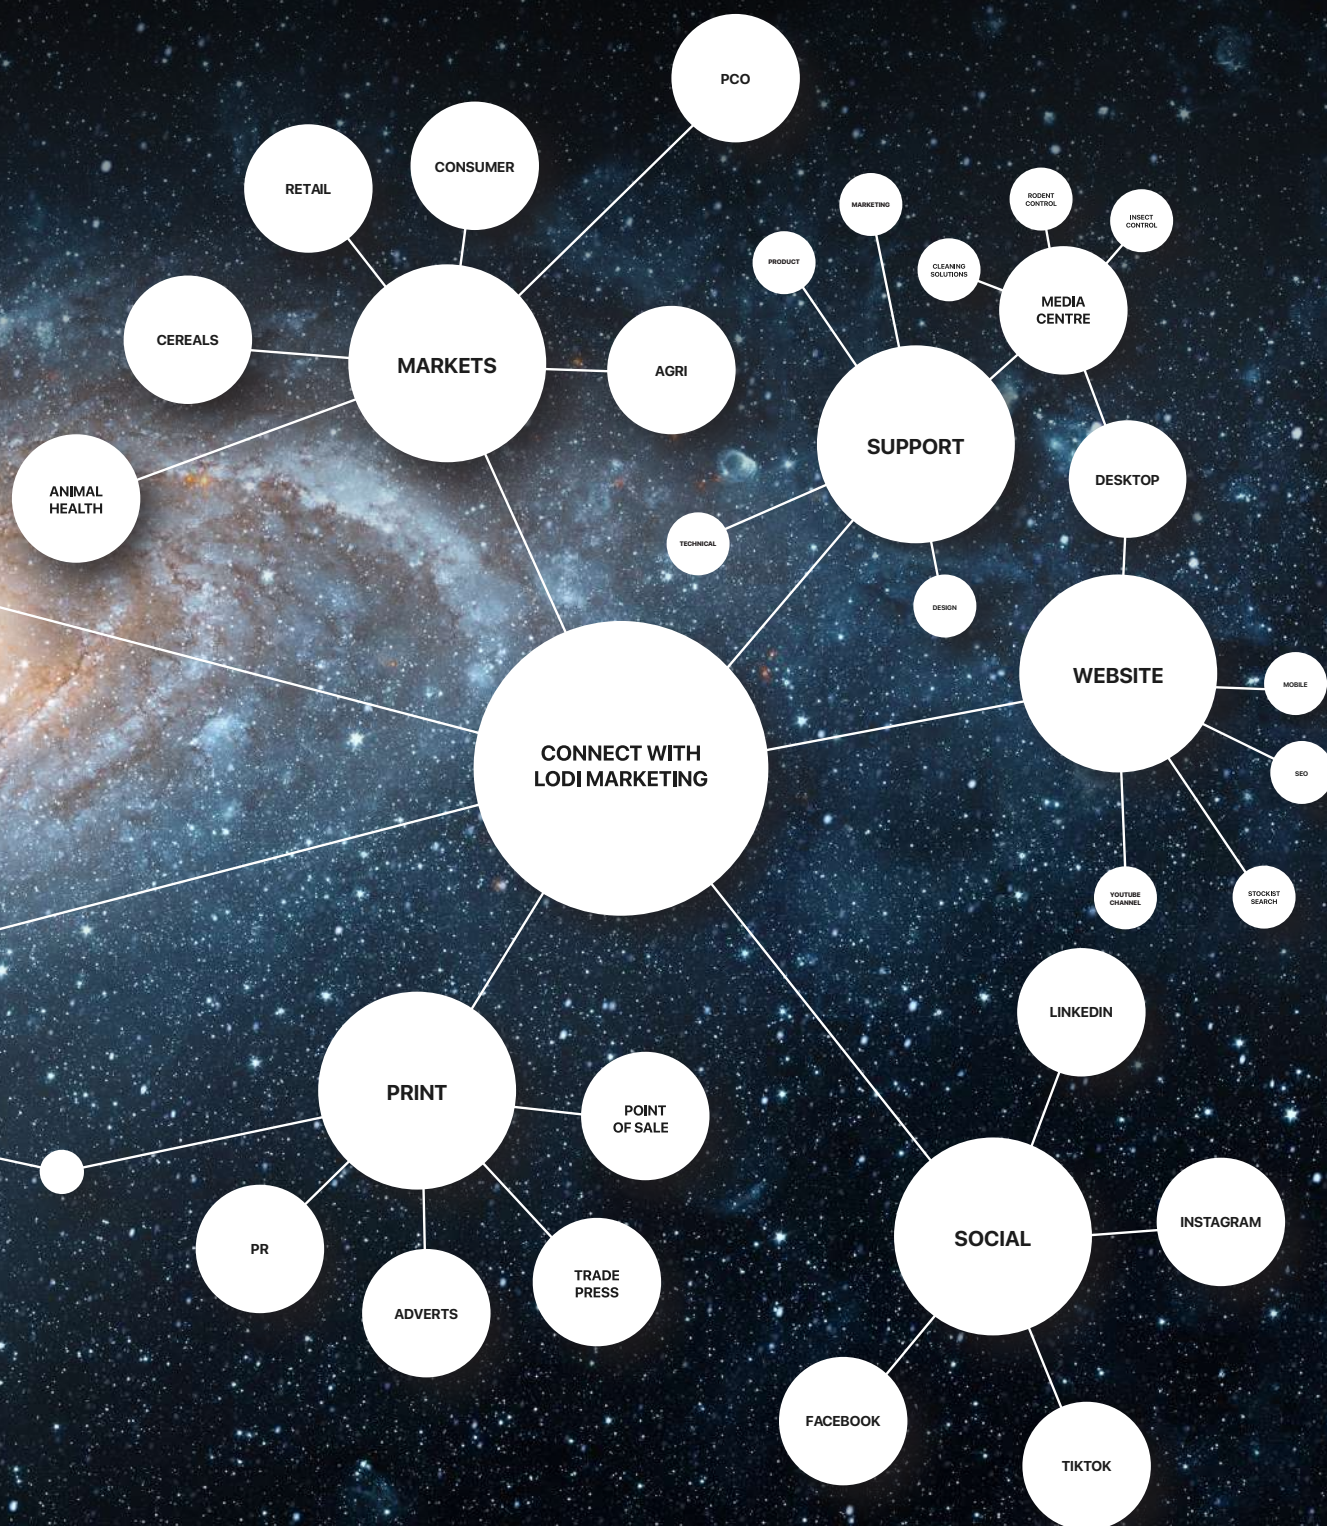 PCO
CONSUMER
RETAIL
MARKETING
RODENT
CONTROL
INSECT
CONTROL
PRODUCT
CLEANING
SOLUTIONS
MEDIA
CENTRE
CEREALS
MARKETS
AGRI
SUPPORT
DESKTOP
ANIMAL
HEALTH
TECHNICAL
DESIGN
WEBSITE
MOBILE
CONNECT WITH
LODI MARKETING
SEO
YOUTUBE
CHANNEL
STOCKIST
SEARCH
LINKEDIN
PRINT
POINT
OF SALE
INSTAGRAM
SOCIAL
PR
TRADE
PRESS
ADVERTS
FACEBOOK
TIKTOK